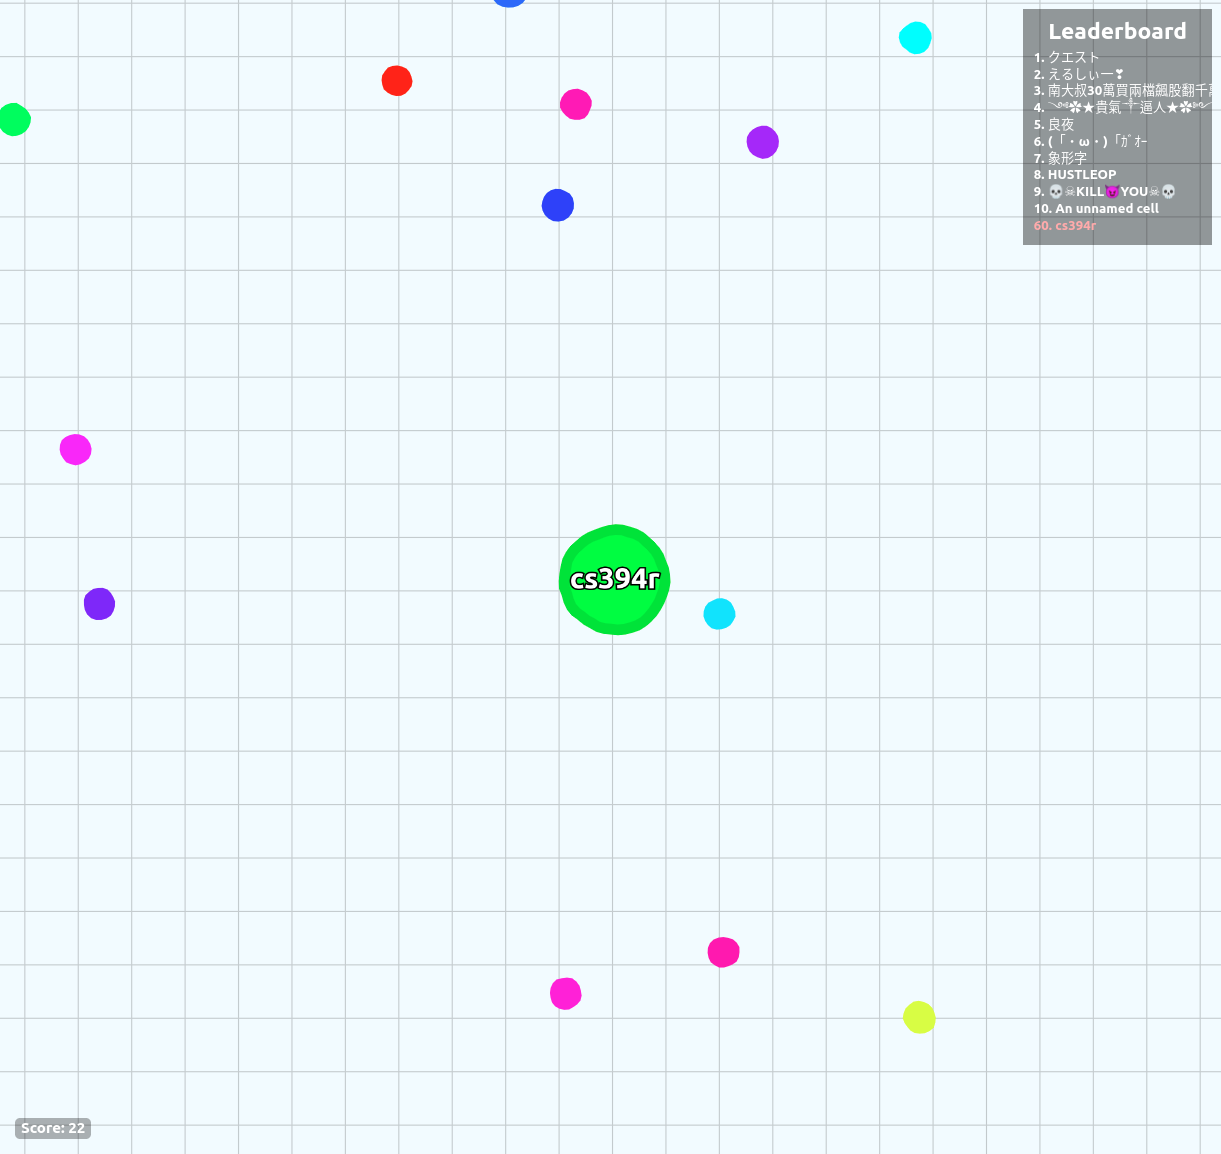 Leaderboard
1. クエスト
2. えるしぃー❣
3. 南大叔30萬買兩檔飆股翻千萬
4. ༺✽★貴氣༒逼人★✽༻
5. 良夜
6. (「・ω・)「ｶﾞｵｰ
7. 象形字
8. HUSTLEOP
9. 💀☠KILL😈YOU☠💀
10. An unnamed cell
60. cs394r
cs394r
Score: 22